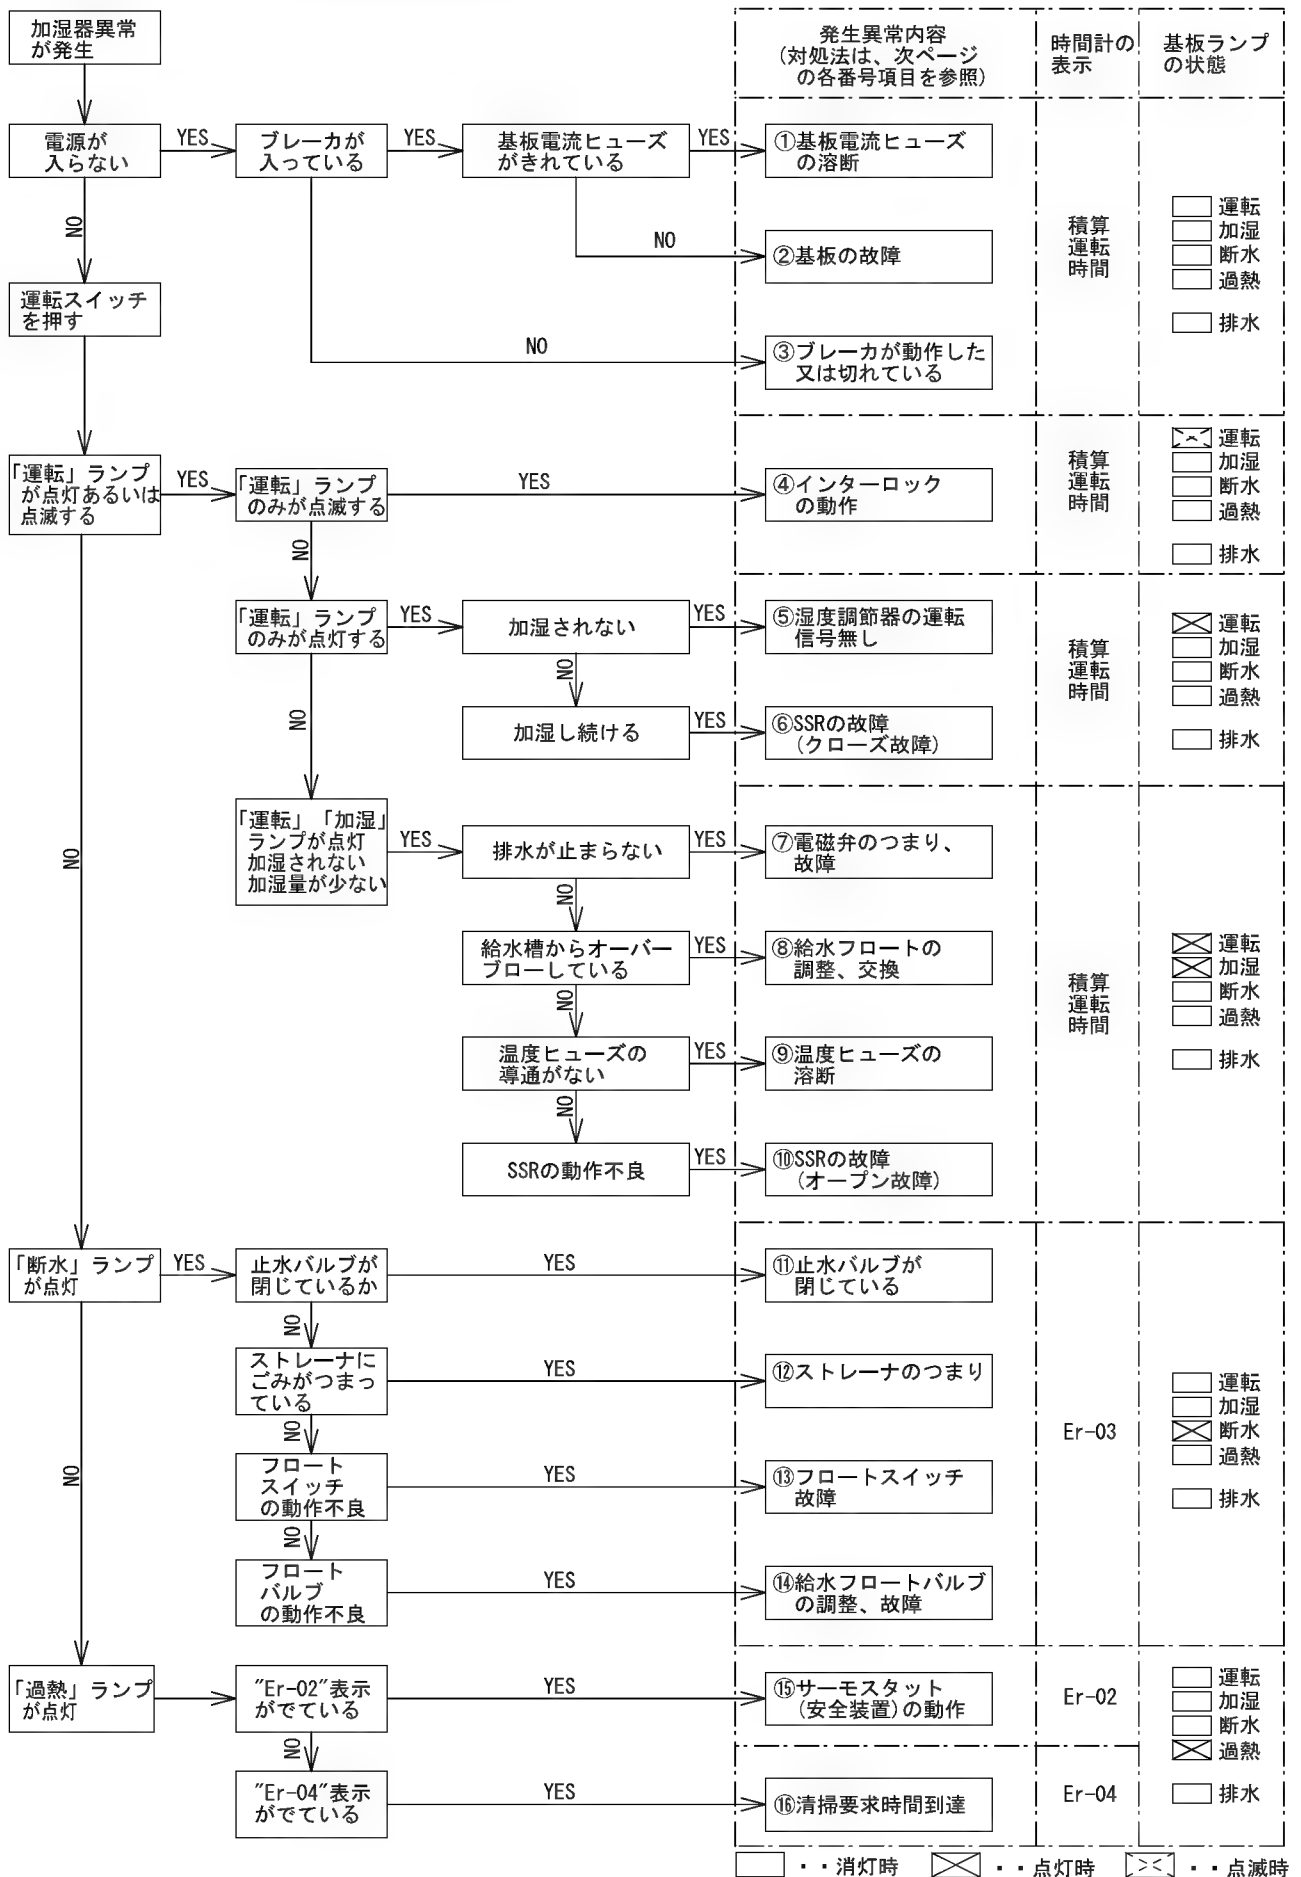 加湿器異常
が発生
発生異常内容
(対処法は、次ページ
の各番号項目を参照)
時間計の
表示
基板ランプ
の状態
電源が
入らない
YES
ブレーカが
入っている
YES
基板電流ヒューズ
がきれている
YES
①基板電流ヒューズ
の溶断
NO
NO
②基板の故障
積算
運転
時間
運転
加湿
断水
過熱
排水
運転スイッチ
を押す
NO
③ブレーカが動作した
又は切れている
「運転」ランプ
が点灯あるいは
点滅する
YES
「運転」ランプ
のみが点滅する
YES
④インターロック
の動作
積算
運転
時間
運転
加湿
断水
過熱
排水
NO
「運転」ランプ
のみが点灯する
YES
加湿されない
YES
⑤湿度調節器の運転
信号無し
積算
運転
時間
運転
加湿
断水
過熱
排水
NO
NO
加湿し続ける
YES
⑥SSRの故障
(クローズ故障)
「運転」「加湿」
ランプが点灯
加湿されない
加湿量が少ない
YES
排水が止まらない
YES
⑦電磁弁のつまり、
故障
NO
NO
給水槽からオーバー
ブローしている
YES
⑧給水フロートの
調整、交換
積算
運転
時間
運転
加湿
断水
過熱
排水
NO
温度ヒューズの
導通がない
YES
⑨温度ヒューズの
溶断
NO
SSRの動作不良
YES
⑩SSRの故障
(オープン故障)
「断水」ランプ
が点灯
YES
止水バルブが
閉じているか
YES
⑪止水バルブが
閉じている
NO
ストレーナに
ごみがつまっ
ている
YES
⑫ストレーナのつまり
Er-03
運転
加湿
断水
過熱
排水
NO
NO
フロート
スイッチ
の動作不良
YES
⑬フロートスイッチ
故障
NO
フロート
バルブ
の動作不良
YES
⑭給水フロートバルブ
の調整、故障
「過熱」ランプ
が点灯
"Er-02"表示
がでている
YES
⑮サーモスタット
(安全装置)の動作
Er-02
運転
加湿
断水
過熱
排水
NO
"Er-04"表示
がでている
YES
⑯清掃要求時間到達
Er-04
・・消灯時
・・点灯時
・・点滅時